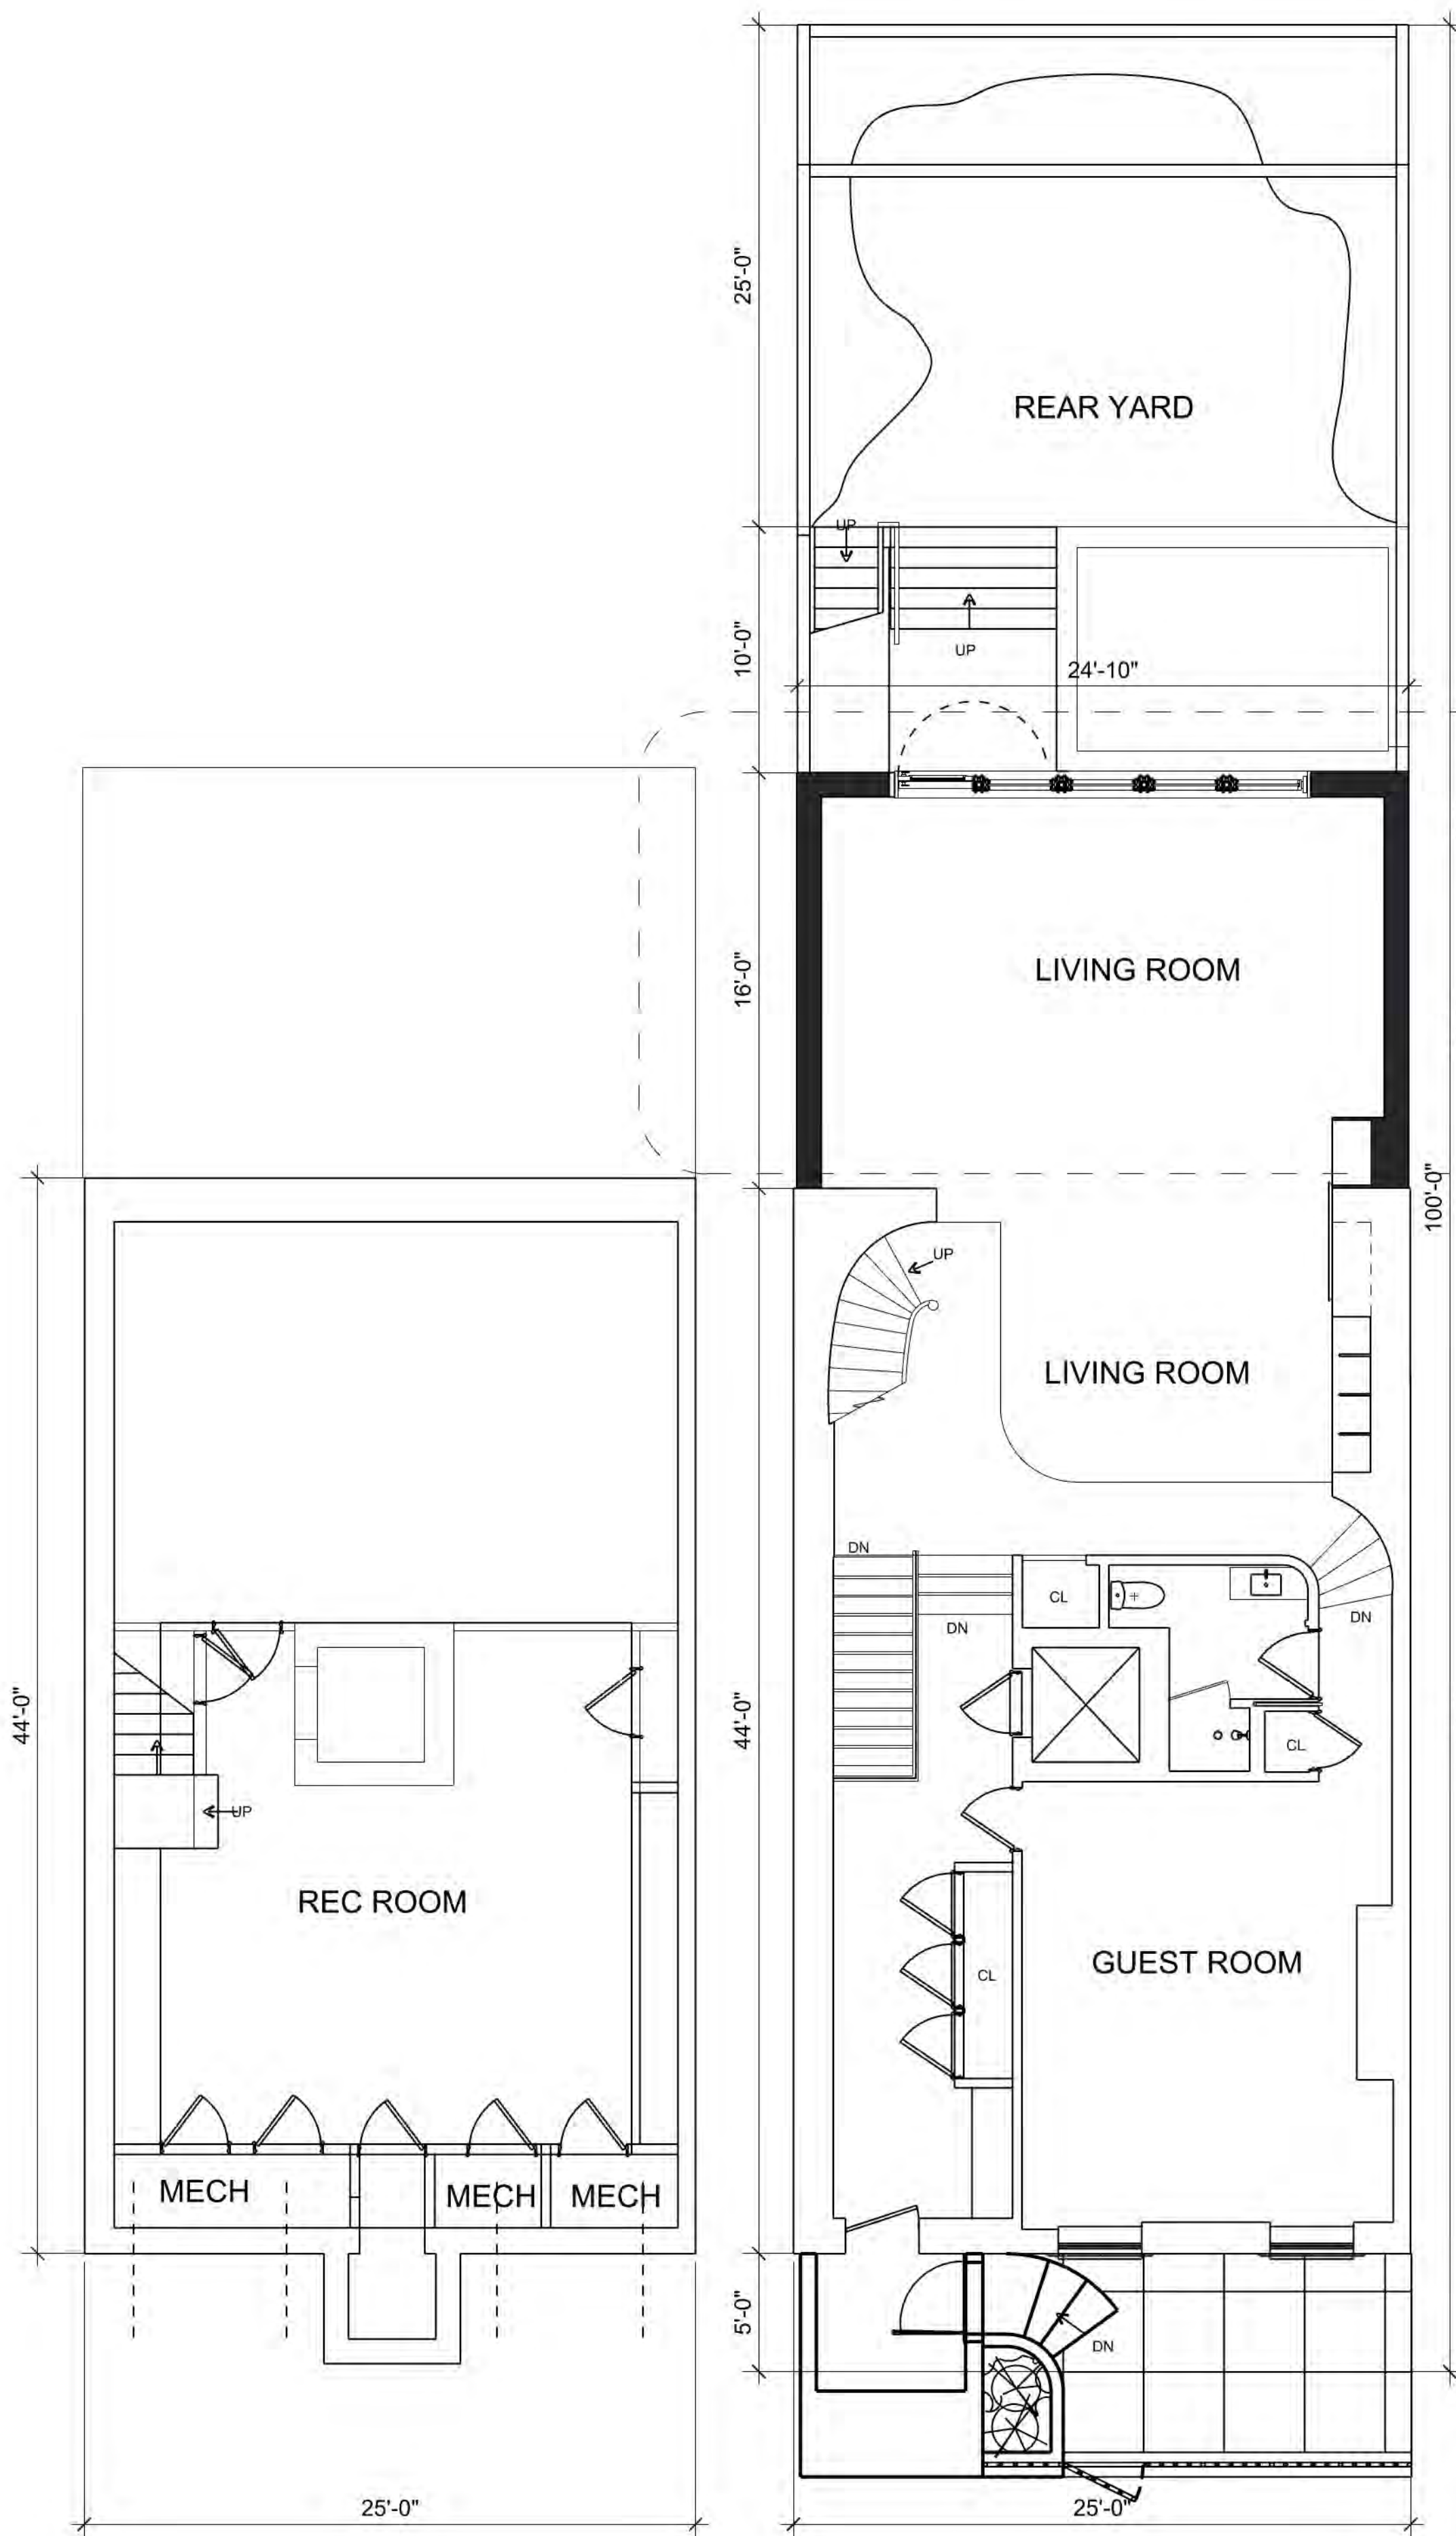 25'-0"
REAR YARD
UP
10'-0"
UP
24'-10"
16'-0"
LIVING ROOM
100'-0"
UP
LIVING ROOM
DN
CL
DN
DN
44'-0"
44'-0"
CL
UP
REC ROOM
GUEST ROOM
CL
MECH
MECH
MECH
5'-0"
DN
25'-0"
25'-0"